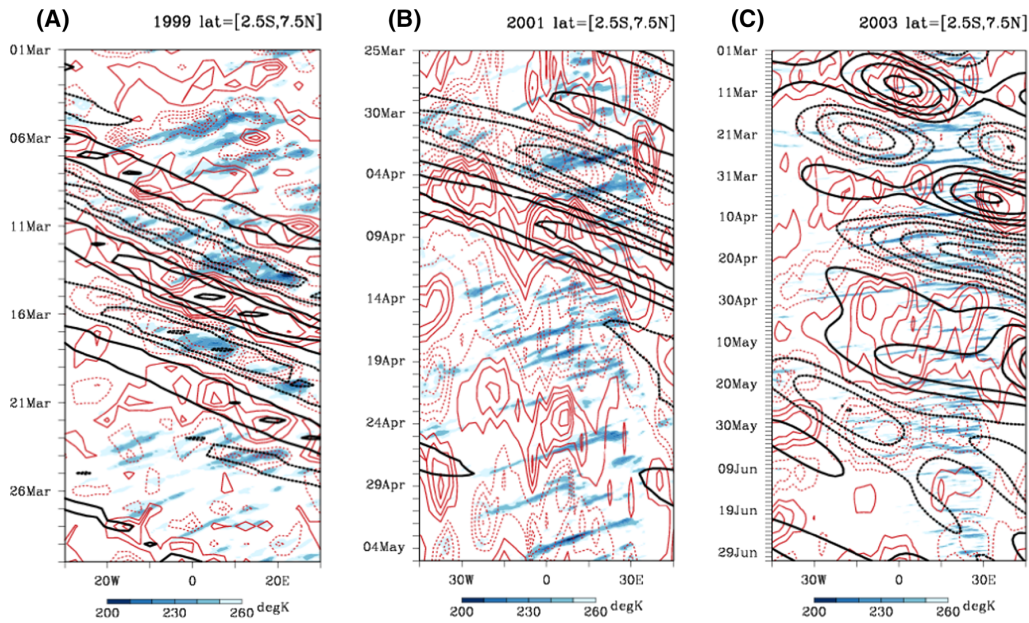 (A) 1999 lat=[2.5S,7.5N]
01Mar
06Mar
11Mar
16Mar
21Mar
26Mar
20W 0 20E
200 230 260 degK
(B) 2001 lat=[2.5S,7.5N]
25Mar
30Mar
04Apr
09Apr
14Apr
19Apr
24Apr
29Apr
04May
30W 0 30E
200 230 260 degK
(C) 2003 lat=[2.5S,7.5N]
01Mar
11Mar
21Mar
31Mar
10Apr
20Apr
30Apr
10May
20May
30May
09Jun
19Jun
29Jun
30W 0 30E
200 230 260 degK